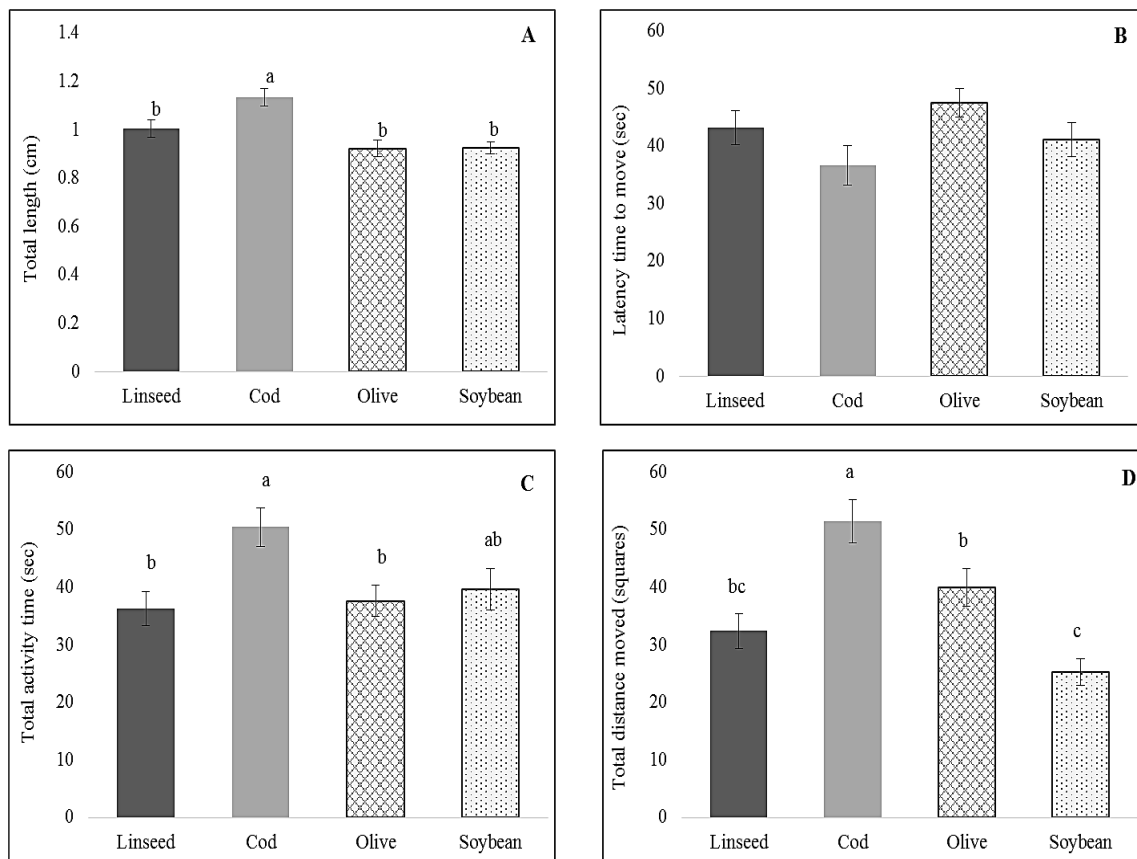 A
Total length (cm)
1.4
1.2
1
0.8
0.6
0.4
0.2
0
b
a
b
b
Linseed
Cod
Olive
Soybean
B
Latency time to move (sec)
60
50
40
30
20
10
0
Linseed
Cod
Olive
Soybean
C
Total activity time (sec)
60
50
40
30
20
10
0
b
a
b
ab
Linseed
Cod
Olive
Soybean
D
Total distance moved (squares)
60
50
40
30
20
10
0
bc
a
b
c
Linseed
Cod
Olive
Soybean